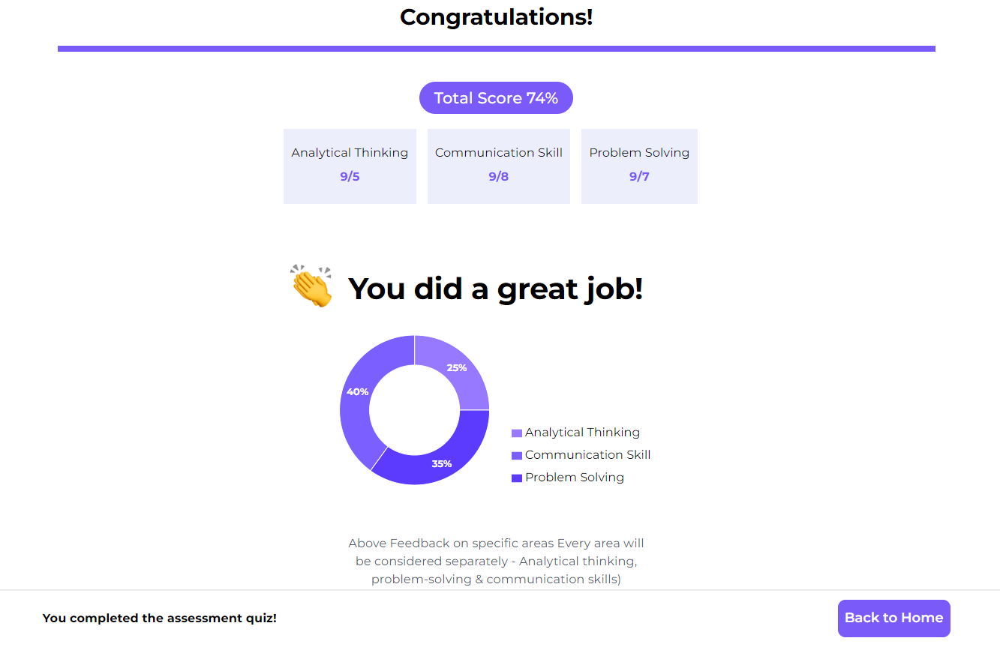 Congratulations!
Total Score 74%
Analytical Thinking
9/5
Communication Skill
9/8
Problem Solving
9/7
You did a great job!
25%
40%
35%
Analytical Thinking
Communication Skill
Problem Solving
Above Feedback on specific areas Every area will
be considered separately - Analytical thinking,
problem-solving & communication skills)
You completed the assessment quiz!
Back to Home